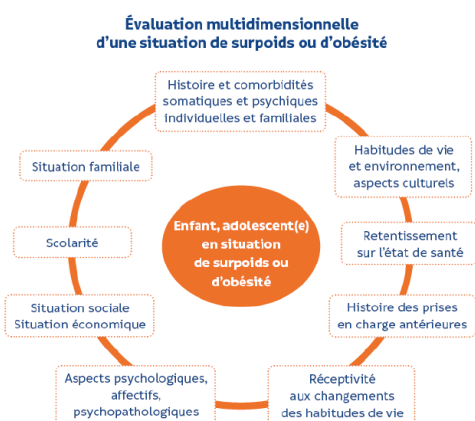 Évaluation multidimensionnelle
d'une situation de surpoids ou d'obésité
Histoire et comorbidités
somatiques et psychiques
individuelles et familiales
Habitudes de vie
et environnement,
aspects culturels
Retentissement
sur l'état de santé
Histoire des prises
en charge antérieures
Réceptivité
aux changements
des habitudes de vie
Aspects psychologiques,
affectifs,
psychopathologiques
Situation sociale
Situation économique
Scolarité
Situation familiale
Enfant, adolescent(e)
en situation
de surpoids ou
d'obésité